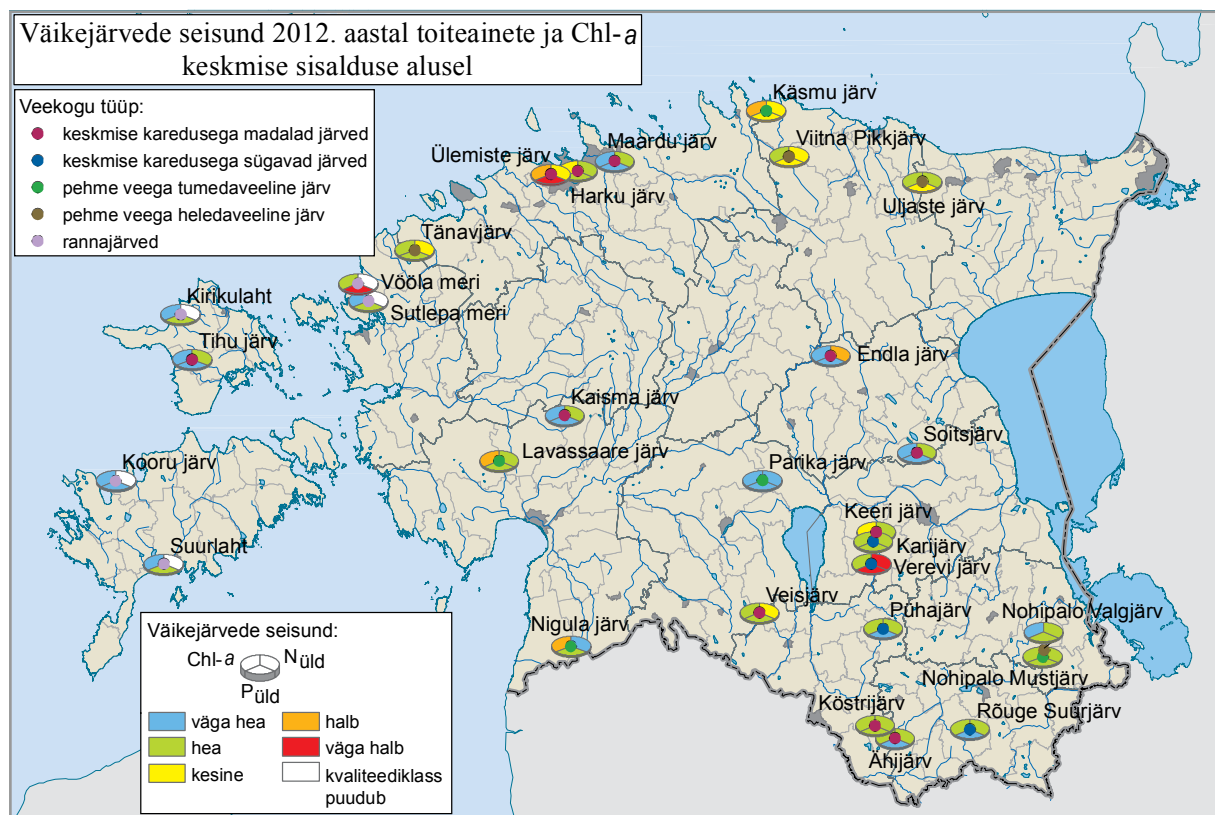 Väikejärvede seisund 2012. aastal toiteainete ja Chl-a
keskmise sisalduse alusel
Veekogu tüüp:
keskmise karedusega madalad järved
keskmise karedusega sügavad järved
pehme veega tumedaveeline järv
pehme veega heledaveeline järv
rannajärved
Käsmu järv
Viitna Pikkjärv
Maardu järv
Ülemiste järv
Harku järv
Uljaste järv
Tänavjärv
Vööla meri
Sutlepa meri
Kirikulaht
Tihu järv
Endla järv
Kaisma järv
Soitsjärv
Lavassaare järv
Parika järv
Kooru järv
Keeri järv
Karijärv
Verevi järv
Suurlaht
Veisjärv
Pühajärv
Nohipalo Valgjärv
Nigula järv
Nohipalo Mustjärv
Köstrijärv
Rõuge Suurjärv
Ähijärv
Väikejärvede seisund:
Chl-a
Nüld
Püld
väga hea
halb
hea
väga halb
kesine
kvaliteediklass
puudub